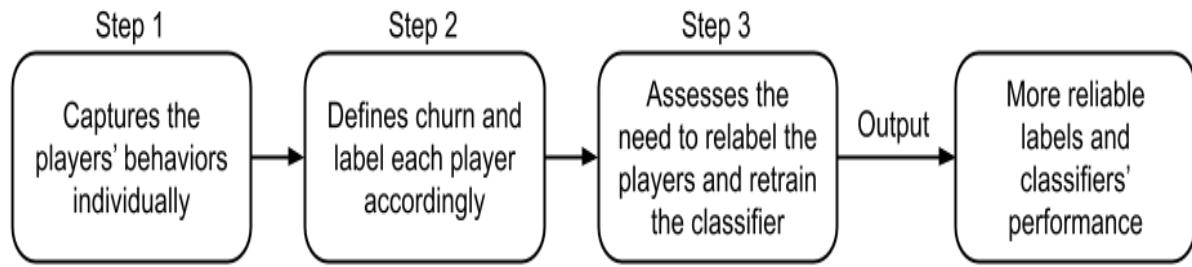 Step 1
Captures the
players' behaviors
individually
Step 2
Defines churn and
label each player
accordingly
Step 3
Assesses the
need to relabel the
players and retrain
the classifier
Output
More reliable
labels and
classifiers'
performance